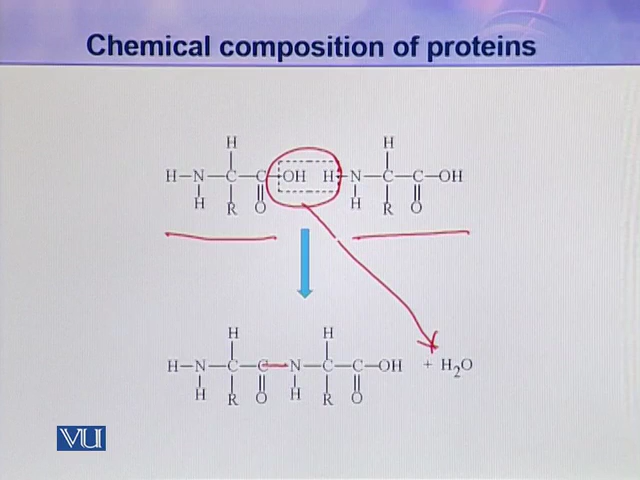 Chemical composition of proteins
H H
H–N–C–C–OH H–N–C–C–OH
H R O H R O
H H
H–N–C–C–N–C–C–OH + H₂O
H R O H R O
VU